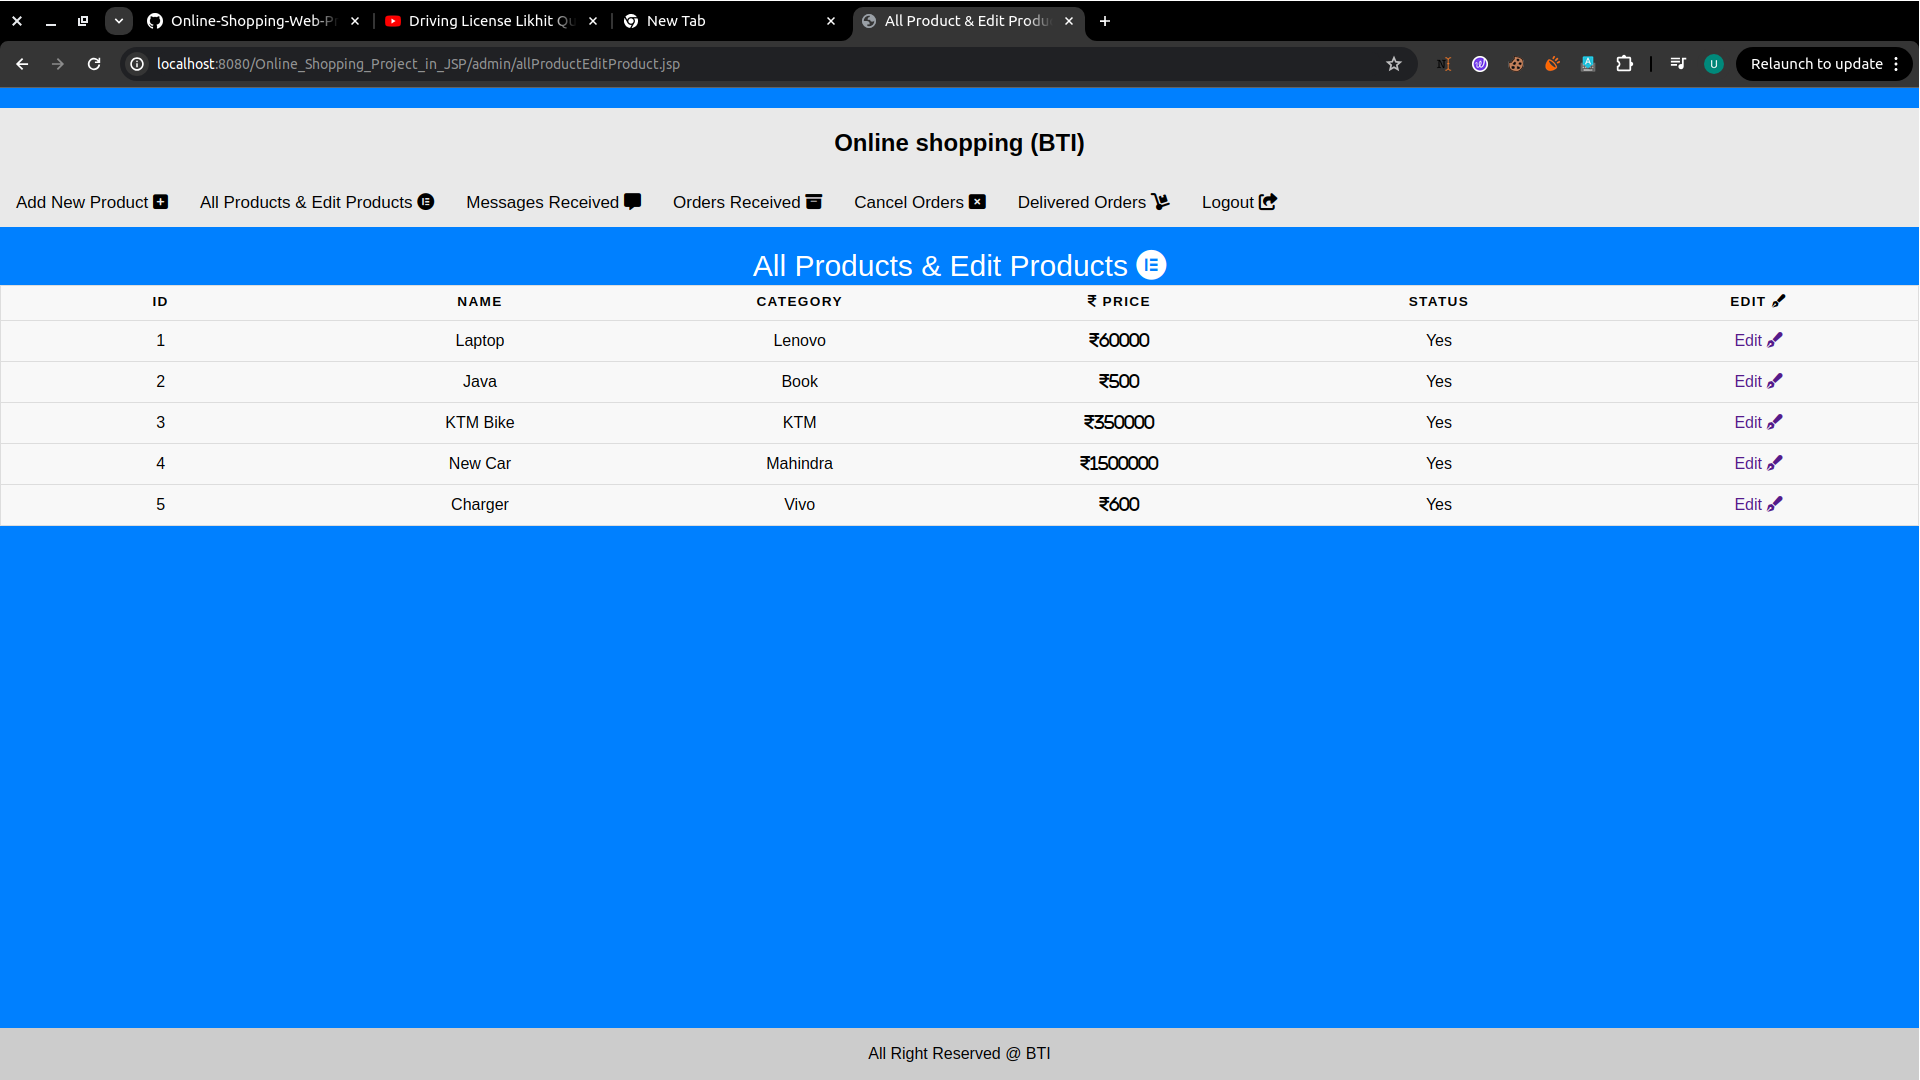 Online-Shopping-Web-Pr Driving License Likhit Qu New Tab All Product & Edit Produ
localhost:8080/Online_Shopping_Project_in_JSP/admin/allProductEditProduct.jsp U Relaunch to update
Online shopping (BTI)
Add New Product All Products & Edit Products Messages Received Orders Received Cancel Orders Delivered Orders Logout
All Products & Edit Products
ID NAME CATEGORY ₹ PRICE STATUS EDIT
1 Laptop Lenovo ₹60000 Yes Edit
2 Java Book ₹500 Yes Edit
3 KTM Bike KTM ₹350000 Yes Edit
4 New Car Mahindra ₹1500000 Yes Edit
5 Charger Vivo ₹600 Yes Edit
All Right Reserved @ BTI